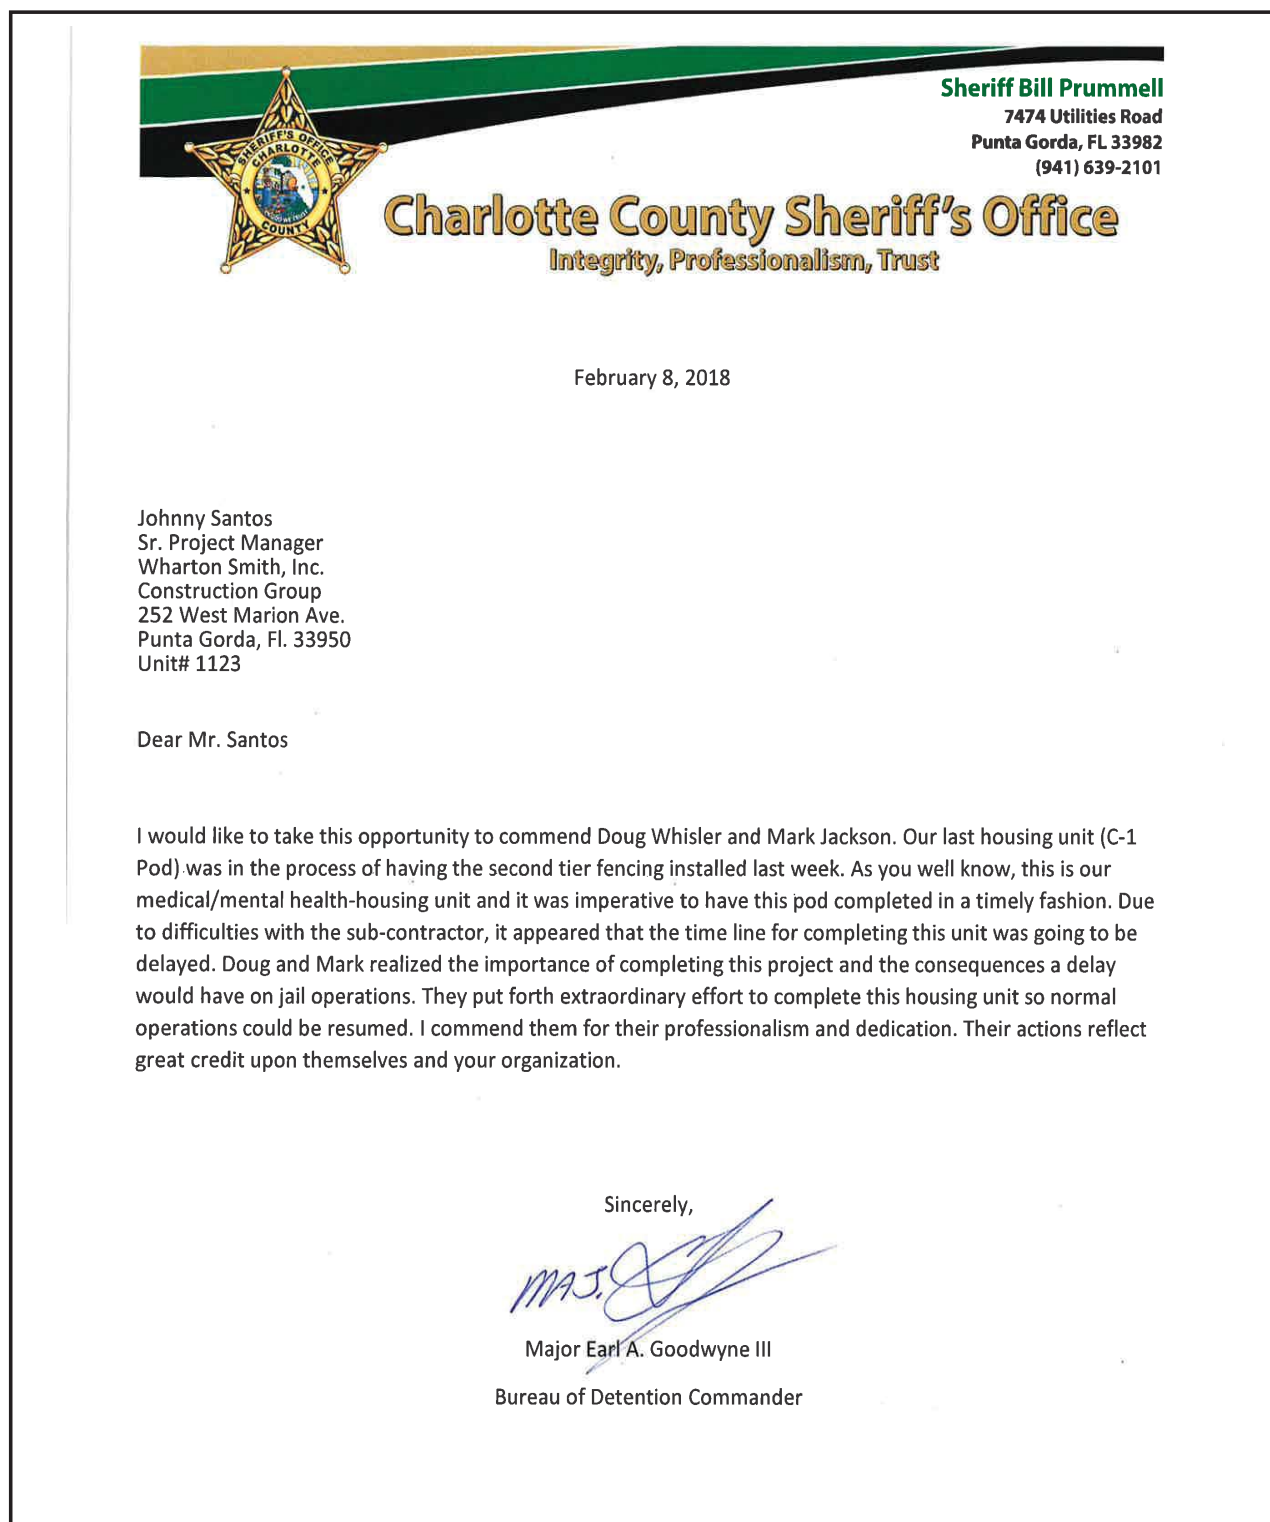 Sheriff Bill Prummell
7474 Utilities Road
Punta Gorda, FL 33982
(941) 639-2101
SHERIFF'S OFFICE
CHARLOTTE
COUNTY
Charlotte County Sheriff's Office
Integrity, Professionalism, Trust
February 8, 2018
Johnny Santos
Sr. Project Manager
Wharton Smith, Inc.
Construction Group
252 West Marion Ave.
Punta Gorda, Fl. 33950
Unit# 1123
Dear Mr. Santos
I would like to take this opportunity to commend Doug Whisler and Mark Jackson. Our last housing unit (C-1
Pod) was in the process of having the second tier fencing installed last week. As you well know, this is our
medical/mental health-housing unit and it was imperative to have this pod completed in a timely fashion. Due
to difficulties with the sub-contractor, it appeared that the time line for completing this unit was going to be
delayed. Doug and Mark realized the importance of completing this project and the consequences a delay
would have on jail operations. They put forth extraordinary effort to complete this housing unit so normal
operations could be resumed. I commend them for their professionalism and dedication. Their actions reflect
great credit upon themselves and your organization.
Sincerely,
MAJ.
Major Earl A. Goodwyne III
Bureau of Detention Commander